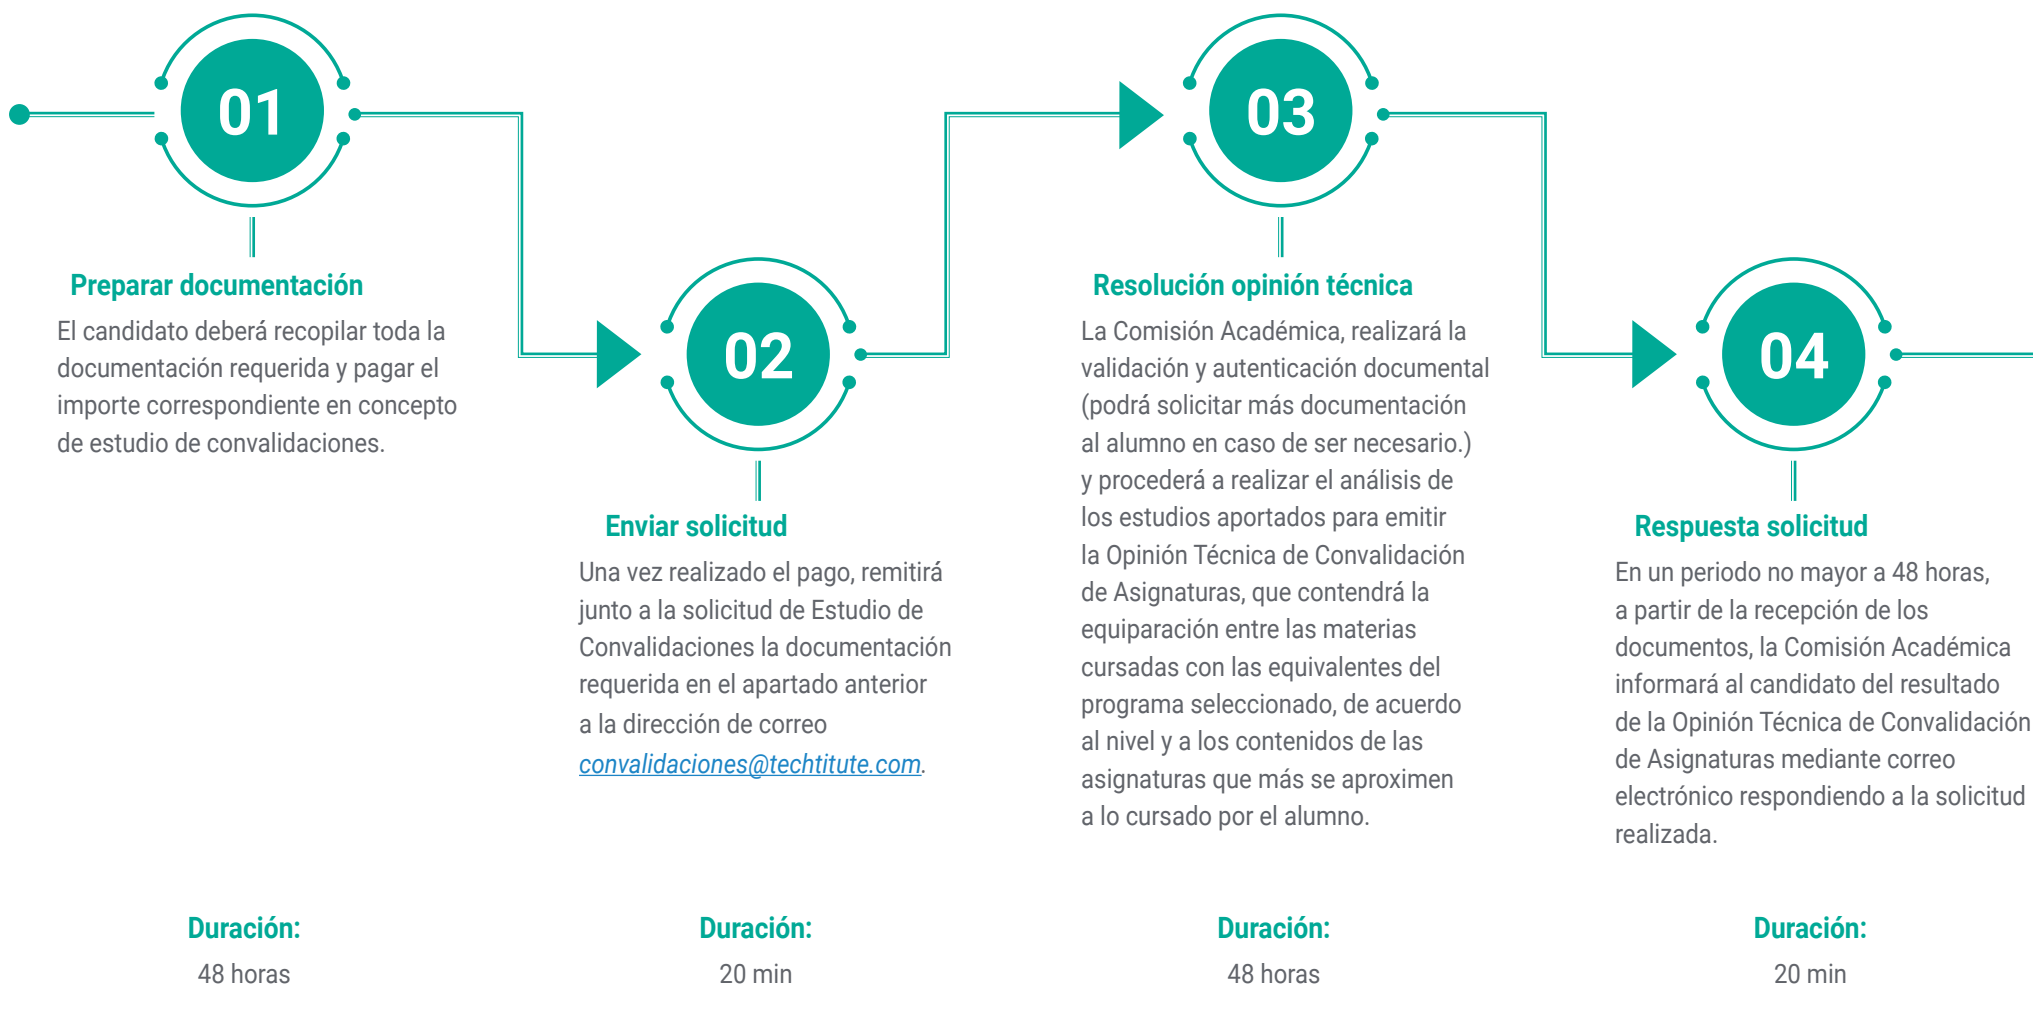 01
Preparar documentación
El candidato deberá recopilar toda la
documentación requerida y pagar el
importe correspondiente en concepto
de estudio de convalidaciones.
Duración:
48 horas
02
Enviar solicitud
Una vez realizado el pago, remitirá
junto a la solicitud de Estudio de
Convalidaciones la documentación
requerida en el apartado anterior
a la dirección de correo
convalidaciones@techtitute.com.
Duración:
20 min
03
Resolución opinión técnica
La Comisión Académica, realizará la
validación y autenticación documental
(podrá solicitar más documentación
al alumno en caso de ser necesario.)
y procederá a realizar el análisis de
los estudios aportados para emitir
la Opinión Técnica de Convalidación
de Asignaturas, que contendrá la
equiparación entre las materias
cursadas con las equivalentes del
programa seleccionado, de acuerdo
al nivel y a los contenidos de las
asignaturas que más se aproximen
a lo cursado por el alumno.
Duración:
48 horas
04
Respuesta solicitud
En un periodo no mayor a 48 horas,
a partir de la recepción de los
documentos, la Comisión Académica
informará al candidato del resultado
de la Opinión Técnica de Convalidación
de Asignaturas mediante correo
electrónico respondiendo a la solicitud
realizada.
Duración:
20 min